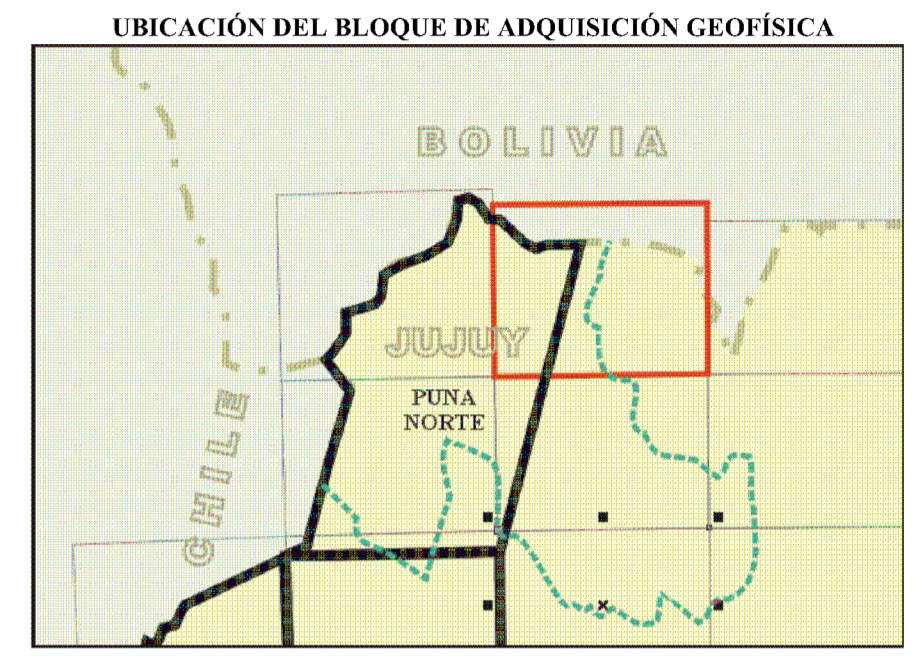 UBICACIÓN DEL BLOQUE DE ADQUISICIÓN GEOFÍSICA
BOLIVIA
JUJUY
PUNA
NORTE
CHILE